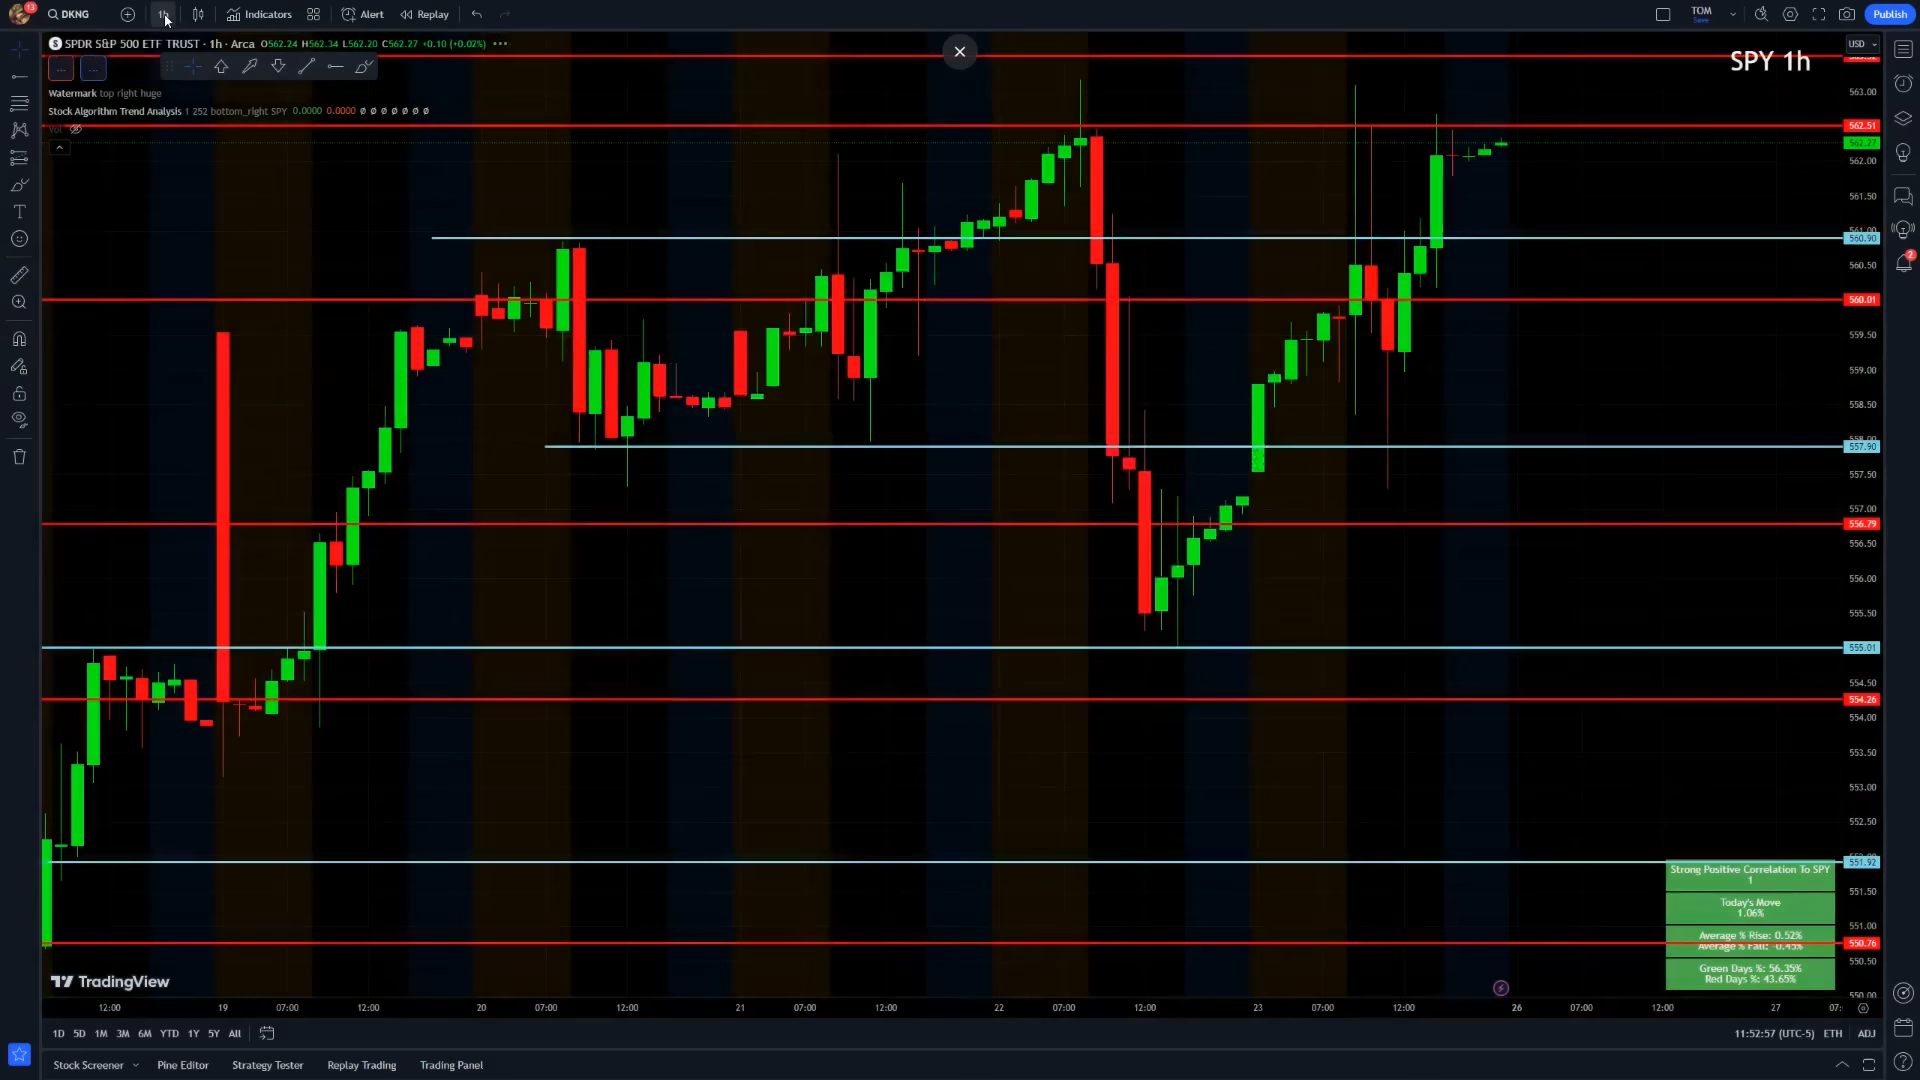 13
DKNG
1h
Indicators
Alert
Replay
TOM
Save
Publish
SPDR S&P 500 ETF TRUST · 1h · Arca O562.24 H562.34 L562.20 C562.27 +0.10 (+0.02%)
USD
SPY 1h
Watermark top right huge
Stock Algorithm Trend Analysis 1 252 bottom_right SPY 0.0000 0.0000 ∅ ∅ ∅ ∅ ∅ ∅ ∅
Vol
563.00
562.51
562.27
562.00
561.50
560.90
560.50
560.01
559.50
559.00
558.50
557.90
557.50
557.00
556.79
556.50
556.00
555.50
555.01
554.50
554.26
554.00
553.50
553.00
552.50
551.92
551.50
551.00
550.76
550.50
550.00
2
Strong Positive Correlation To SPY
1
Today's Move
1.06%
Average % Rise: 0.52%
Average % Fall: -0.45%
Green Days %: 56.35%
Red Days %: 43.65%
TradingView
12:00 19 07:00 12:00 20 07:00 12:00 21 07:00 12:00 22 07:00 12:00 23 07:00 12:00 26 07:00 12:00 27 07:
1D 5D 1M 3M 6M YTD 1Y 5Y All
11:52:57 (UTC-5) ETH ADJ
Stock Screener Pine Editor Strategy Tester Replay Trading Trading Panel